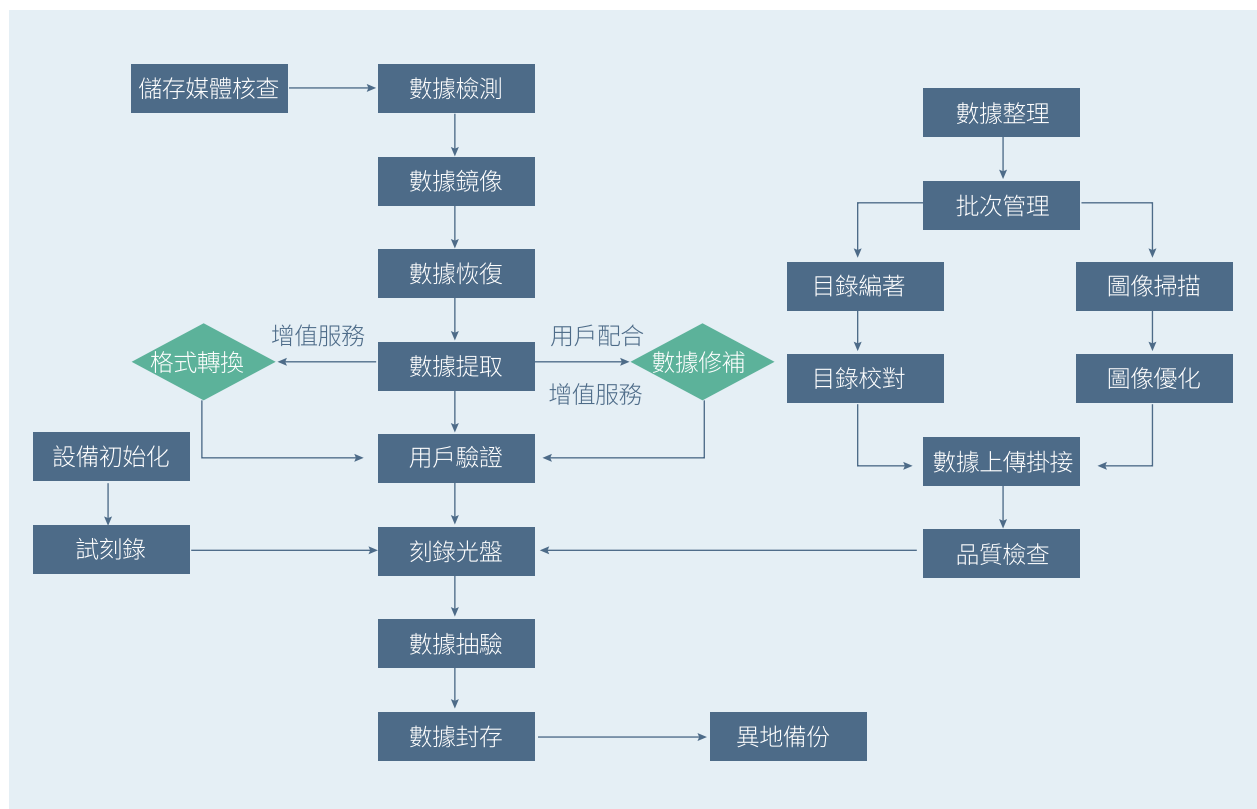 儲存媒體核查
數據檢測
數據鏡像
數據恢復
增值服務
用戶配合
格式轉換
數據提取
數據修補
增值服務
設備初始化
用戶驗證
試刻錄
刻錄光盤
數據抽驗
數據封存
異地備份
數據整理
批次管理
目錄編著
圖像掃描
目錄校對
圖像優化
數據上傳掛接
品質檢查